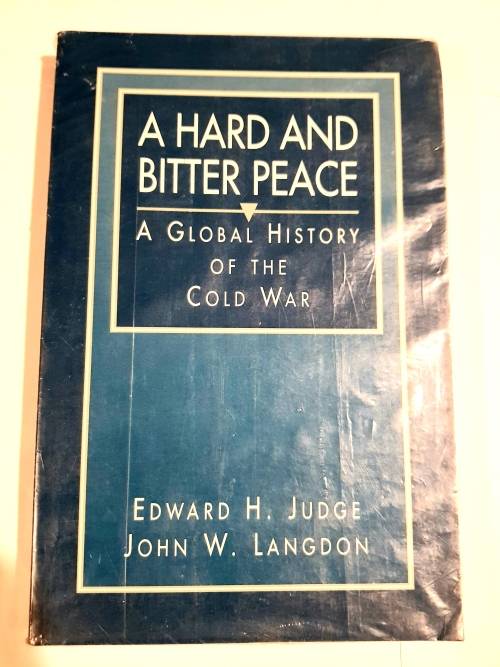 A HARD AND
BITTER PEACE
A GLOBAL HISTORY
OF THE
COLD WAR
EDWARD H. JUDGE
JOHN W. LANGDON